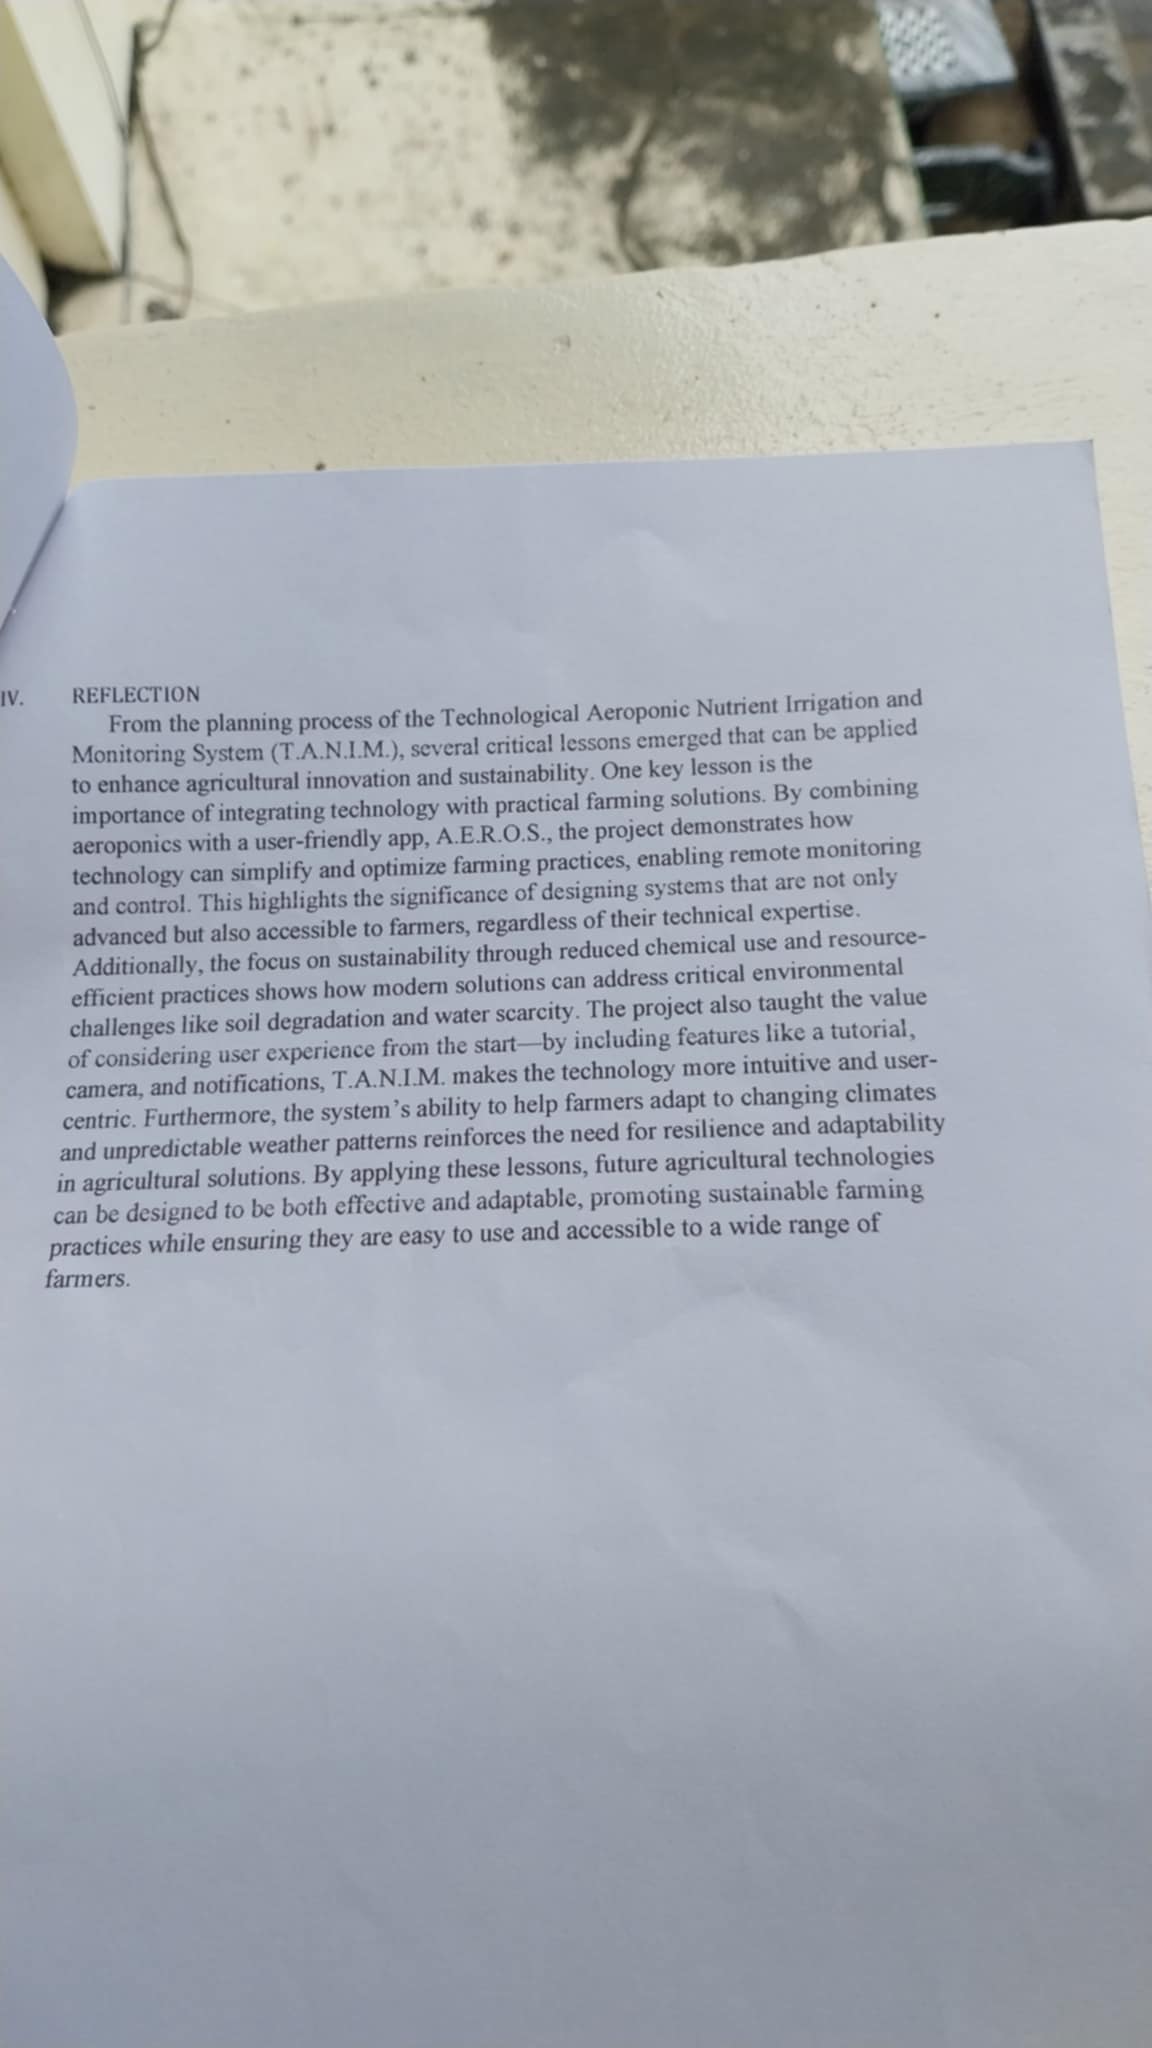 IV. REFLECTION
From the planning process of the Technological Aeroponic Nutrient Irrigation and
Monitoring System (T.A.N.I.M.), several critical lessons emerged that can be applied
to enhance agricultural innovation and sustainability. One key lesson is the
importance of integrating technology with practical farming solutions. By combining
aeroponics with a user-friendly app, A.E.R.O.S., the project demonstrates how
technology can simplify and optimize farming practices, enabling remote monitoring
and control. This highlights the significance of designing systems that are not only
advanced but also accessible to farmers, regardless of their technical expertise.
Additionally, the focus on sustainability through reduced chemical use and resource-
efficient practices shows how modern solutions can address critical environmental
challenges like soil degradation and water scarcity. The project also taught the value
of considering user experience from the start—by including features like a tutorial,
camera, and notifications, T.A.N.I.M. makes the technology more intuitive and user-
centric. Furthermore, the system’s ability to help farmers adapt to changing climates
and unpredictable weather patterns reinforces the need for resilience and adaptability
in agricultural solutions. By applying these lessons, future agricultural technologies
can be designed to be both effective and adaptable, promoting sustainable farming
practices while ensuring they are easy to use and accessible to a wide range of
farmers.